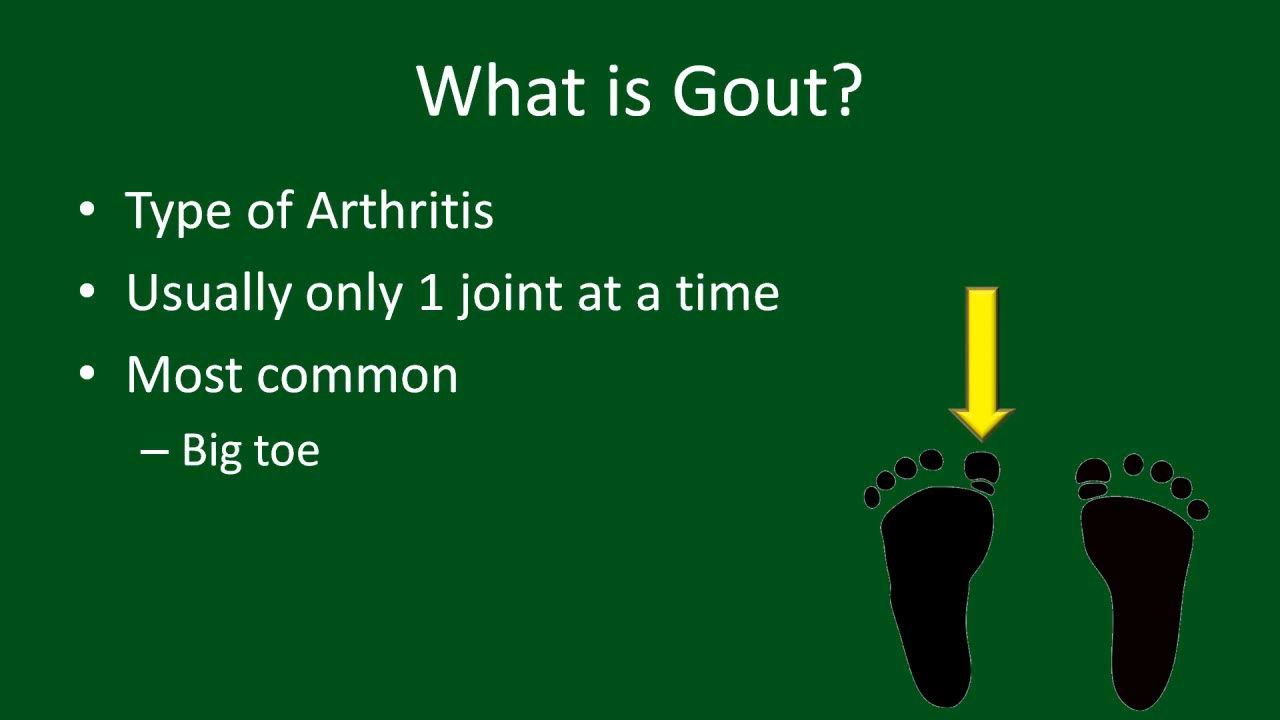 What is Gout?
• Type of Arthritis
• Usually only 1 joint at a time
• Most common
– Big toe